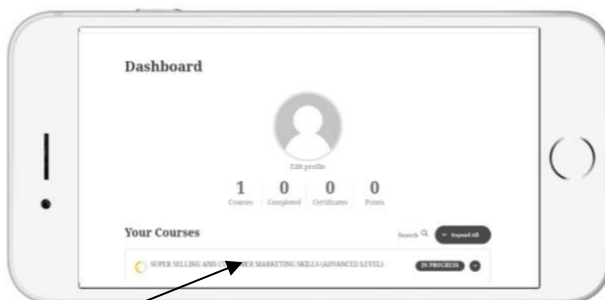 Dashboard
Edit profile
1 0 0 0
Courses Completed Certificates Points
Your Courses Search Expand All
SUPER SELLING AND MARKETING SKILLS (ADVANCED LEVEL) IN PROGRESS